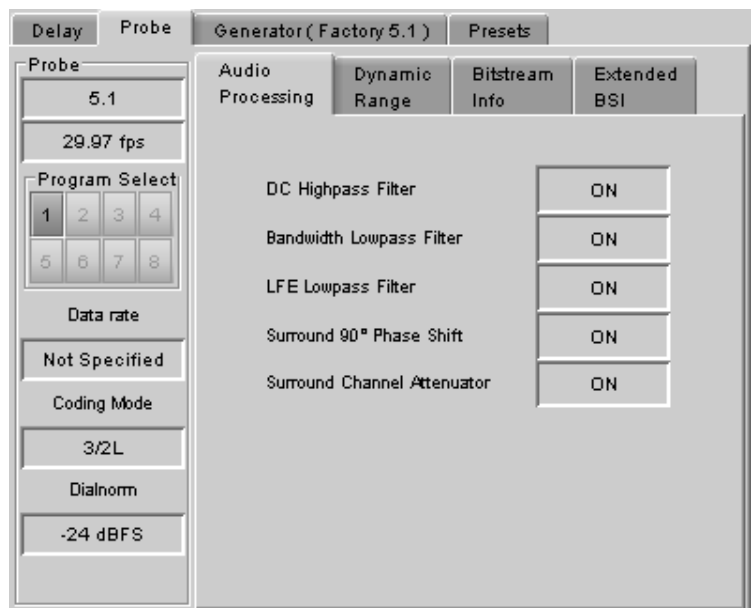 Delay Probe Generator ( Factory 5.1 ) Presets
Probe
5.1
29.97 fps
Program Select
1 2 3 4
5 6 7 8
Data rate
Not Specified
Coding Mode
3/2L
Dialnorm
-24 dBFS
Audio Processing
Dynamic Range
Bitstream Info
Extended BSI
DC Highpass Filter ON
Bandwidth Lowpass Filter ON
LFE Lowpass Filter ON
Surround 90° Phase Shift ON
Surround Channel Attenuator ON